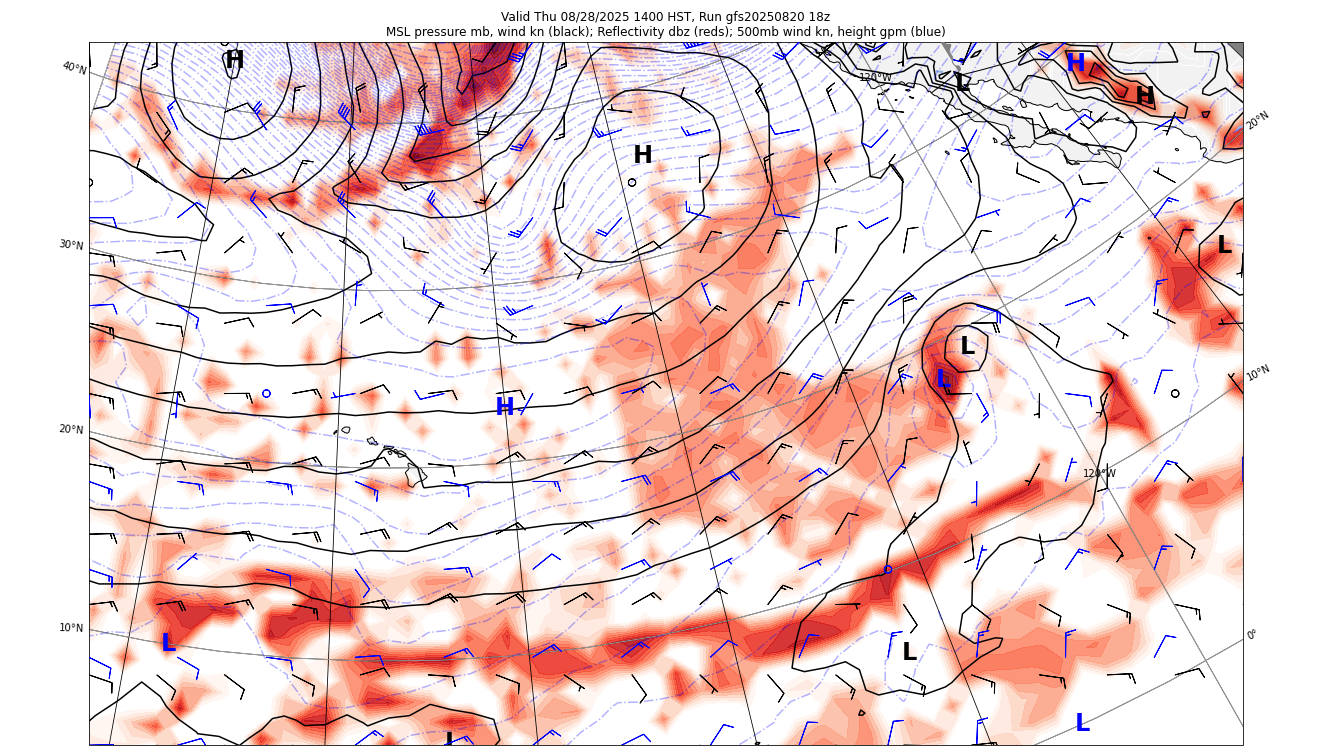 Valid Thu 08/28/2025 1400 HST, Run gfs20250820 18z
MSL pressure mb, wind kn (black); Reflectivity dbz (reds); 500mb wind kn, height gpm (blue)
H
H
L
H
40°N
120°W
20°N
H
L
30°N
L
L
10°N
H
20°N
120°W
10°N
L
L
0°
L
L